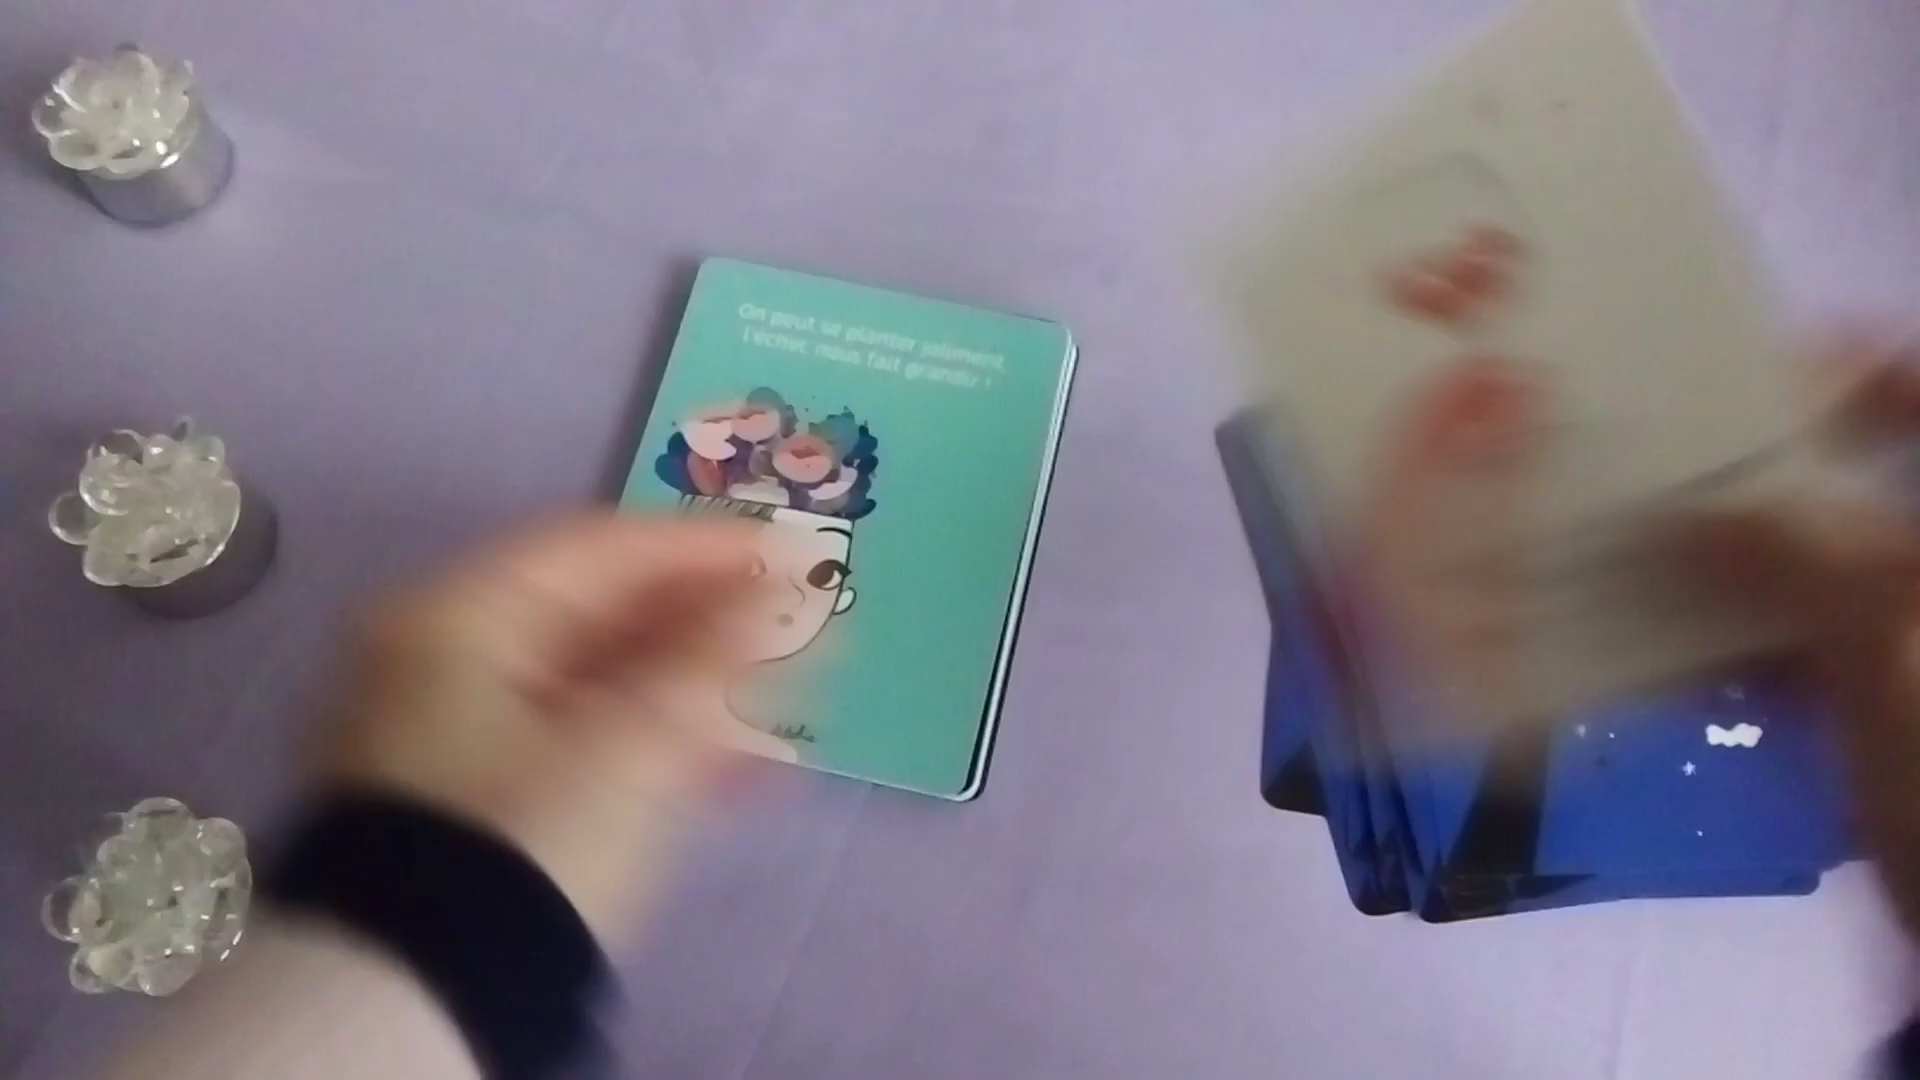 On peut se planter joliment,
l'échec nous fait grandir !